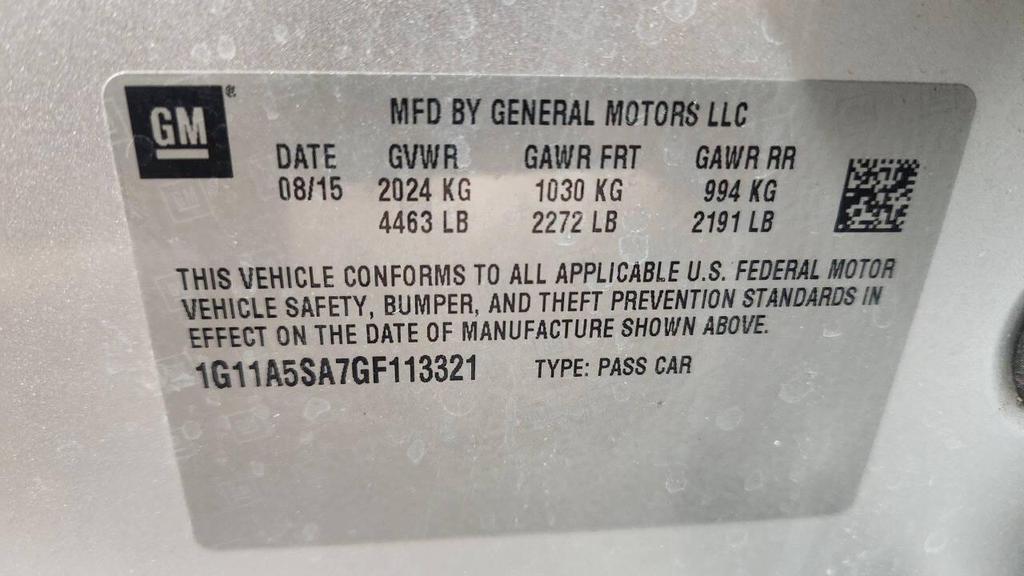 GM ®
MFD BY GENERAL MOTORS LLC
DATE GVWR GAWR FRT GAWR RR
08/15 2024 KG 1030 KG 994 KG
4463 LB 2272 LB 2191 LB
THIS VEHICLE CONFORMS TO ALL APPLICABLE U.S. FEDERAL MOTOR
VEHICLE SAFETY, BUMPER, AND THEFT PREVENTION STANDARDS IN
EFFECT ON THE DATE OF MANUFACTURE SHOWN ABOVE.
1G11A5SA7GF113321 TYPE: PASS CAR